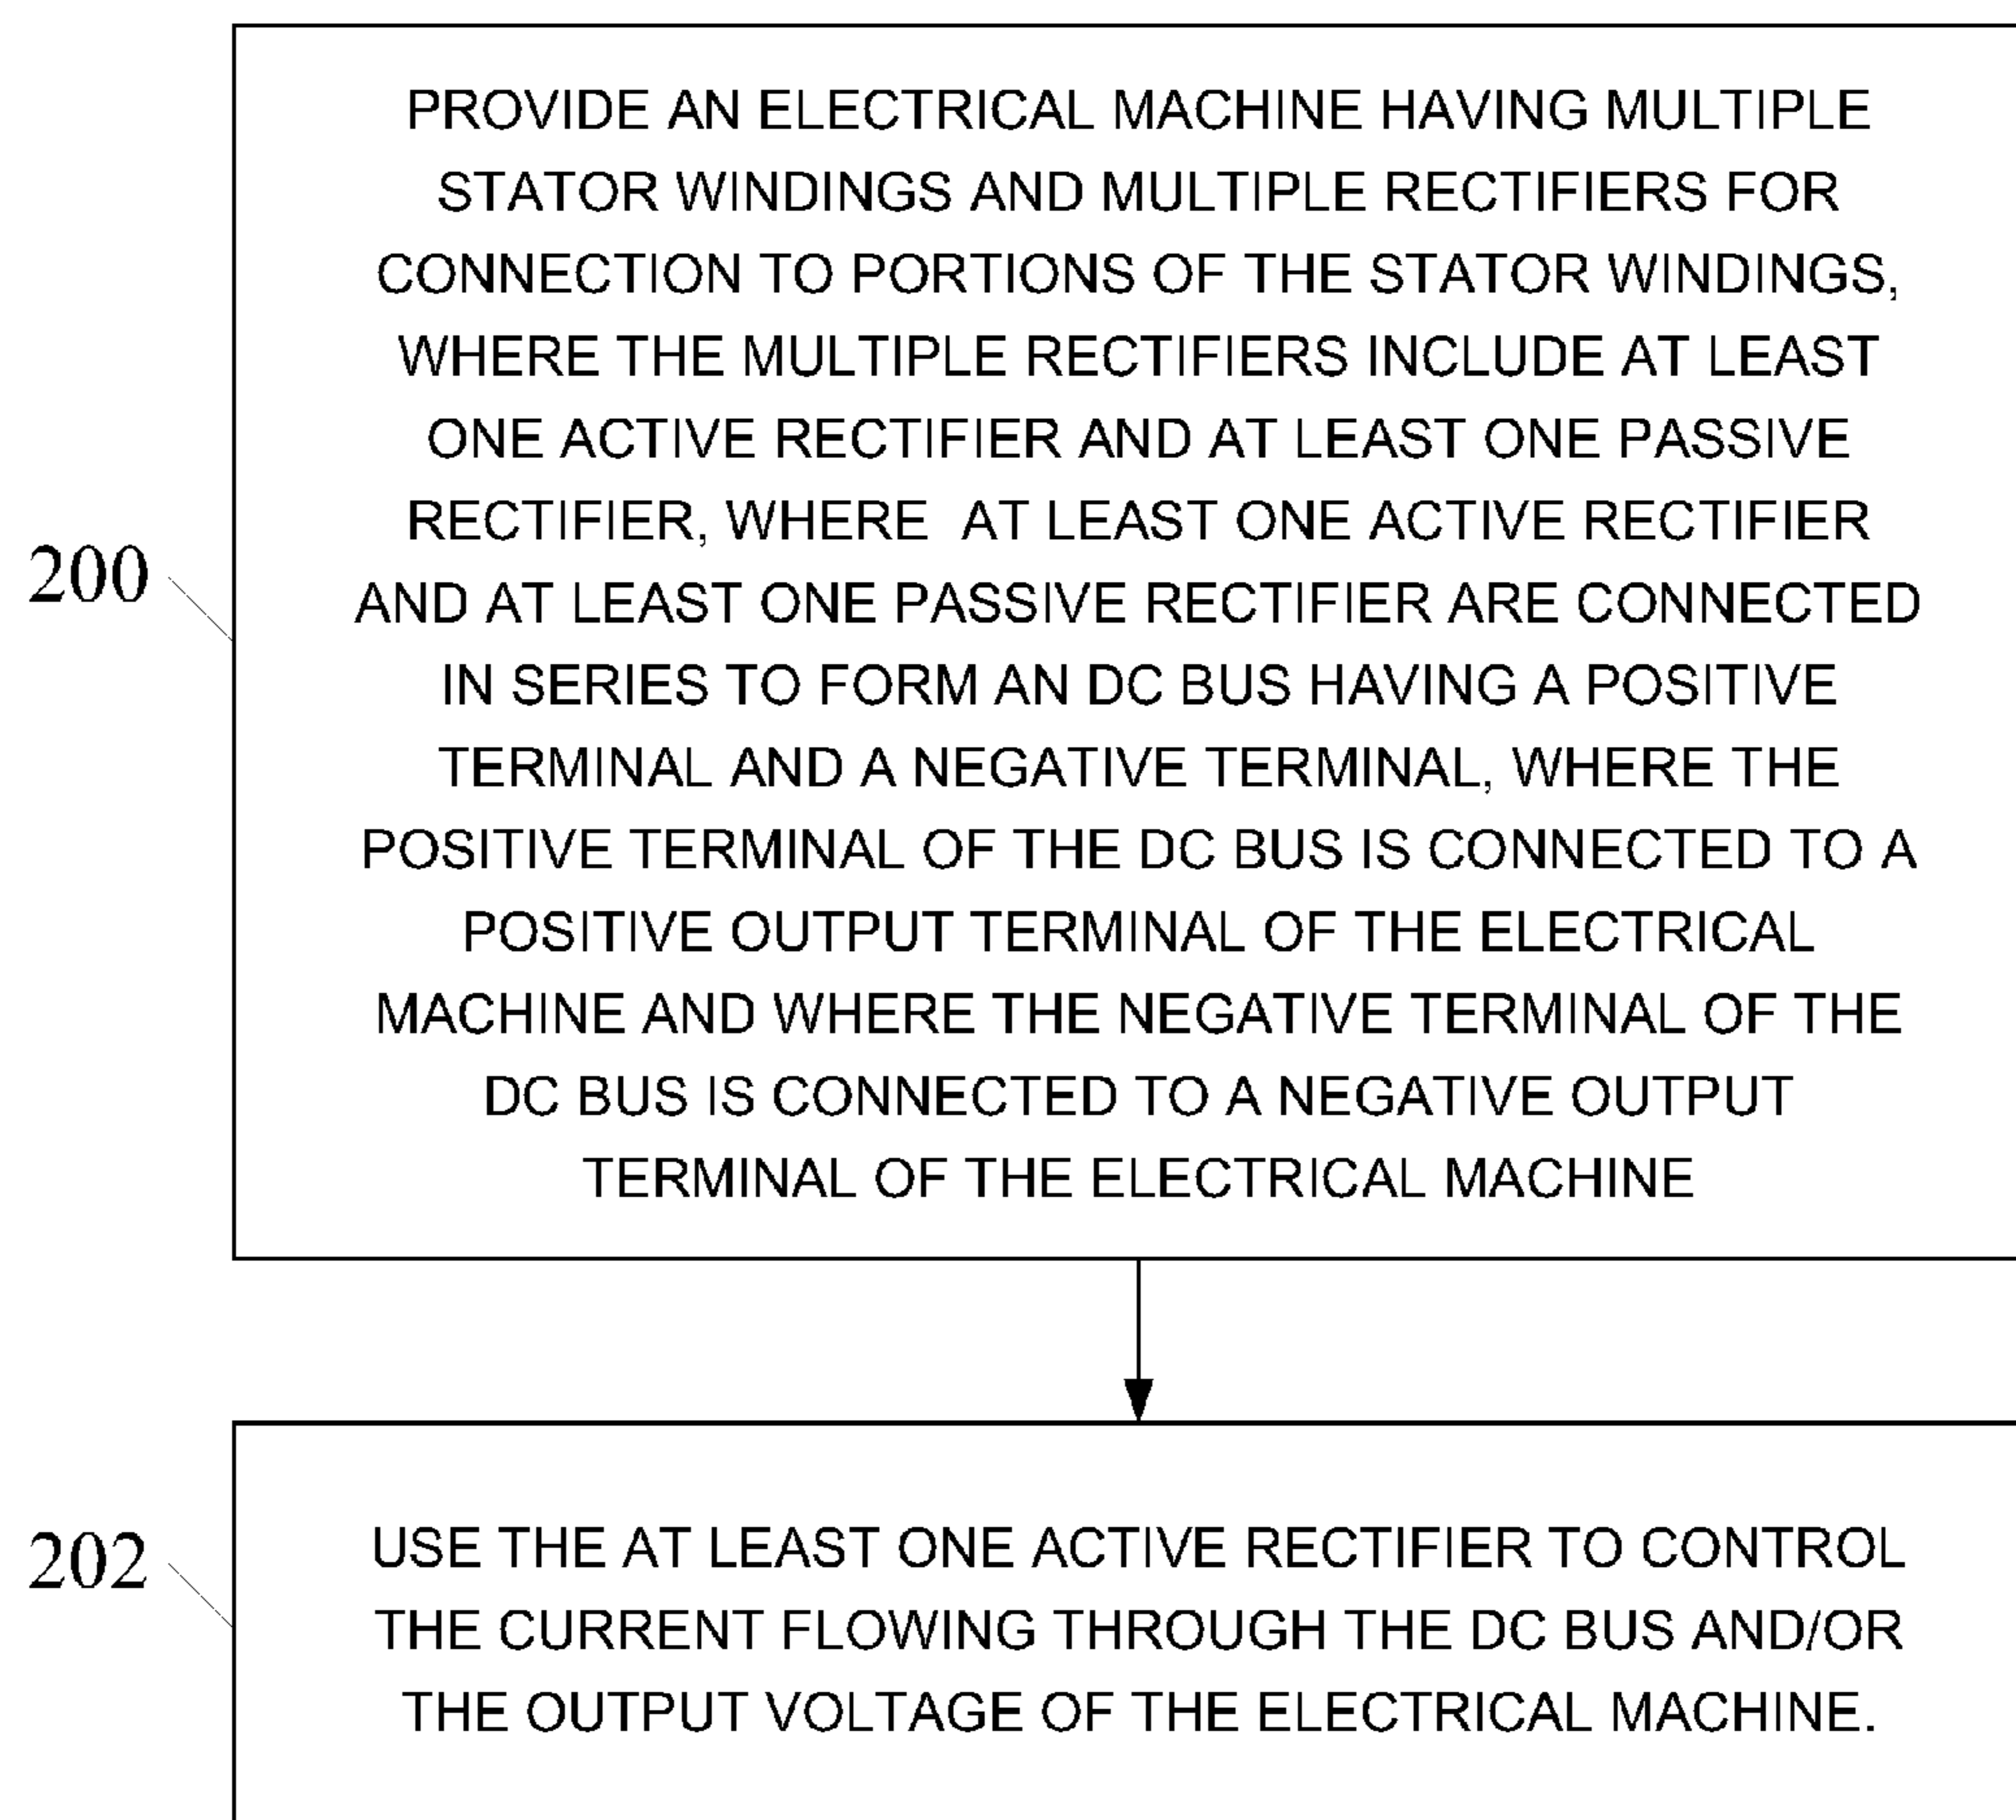 PROVIDE AN ELECTRICAL MACHINE HAVING MULTIPLE
STATOR WINDINGS AND MULTIPLE RECTIFIERS FOR
CONNECTION TO PORTIONS OF THE STATOR WINDINGS,
WHERE THE MULTIPLE RECTIFIERS INCLUDE AT LEAST
ONE ACTIVE RECTIFIER AND AT LEAST ONE PASSIVE
RECTIFIER, WHERE AT LEAST ONE ACTIVE RECTIFIER
AND AT LEAST ONE PASSIVE RECTIFIER ARE CONNECTED
IN SERIES TO FORM AN DC BUS HAVING A POSITIVE
TERMINAL AND A NEGATIVE TERMINAL, WHERE THE
POSITIVE TERMINAL OF THE DC BUS IS CONNECTED TO A
POSITIVE OUTPUT TERMINAL OF THE ELECTRICAL
MACHINE AND WHERE THE NEGATIVE TERMINAL OF THE
DC BUS IS CONNECTED TO A NEGATIVE OUTPUT
TERMINAL OF THE ELECTRICAL MACHINE
200
USE THE AT LEAST ONE ACTIVE RECTIFIER TO CONTROL
THE CURRENT FLOWING THROUGH THE DC BUS AND/OR
THE OUTPUT VOLTAGE OF THE ELECTRICAL MACHINE.
202